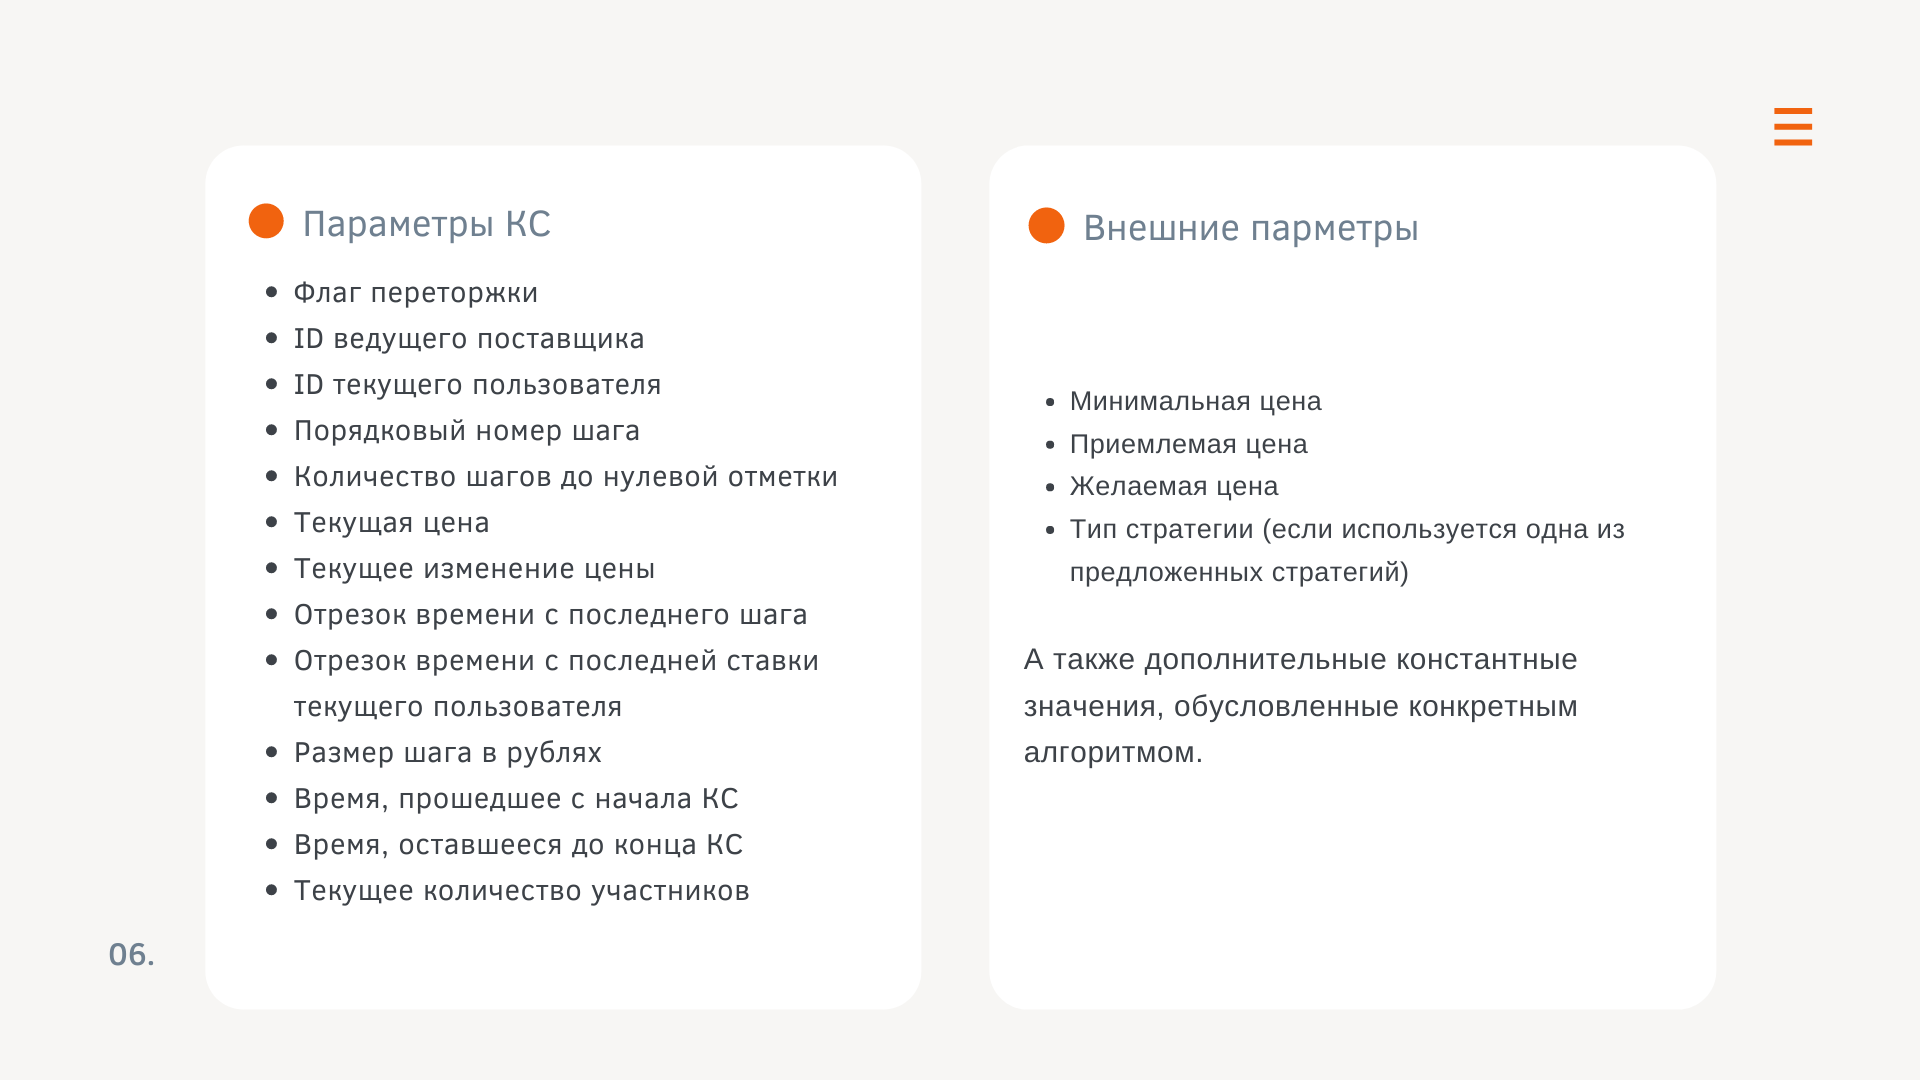 Параметры КС
Флаг переторжки
ID ведущего поставщика
ID текущего пользователя
Порядковый номер шага
Количество шагов до нулевой отметки
Текущая цена
Текущее изменение цены
Отрезок времени с последнего шага
Отрезок времени с последней ставки
текущего пользователя
Размер шага в рублях
Время, прошедшее с начала КС
Время, оставшееся до конца КС
Текущее количество участников
Внешние парметры
Минимальная цена
Приемлемая цена
Желаемая цена
Тип стратегии (если используется одна из
предложенных стратегий)
А также дополнительные константные
значения, обусловленные конкретным
алгоритмом.
06.